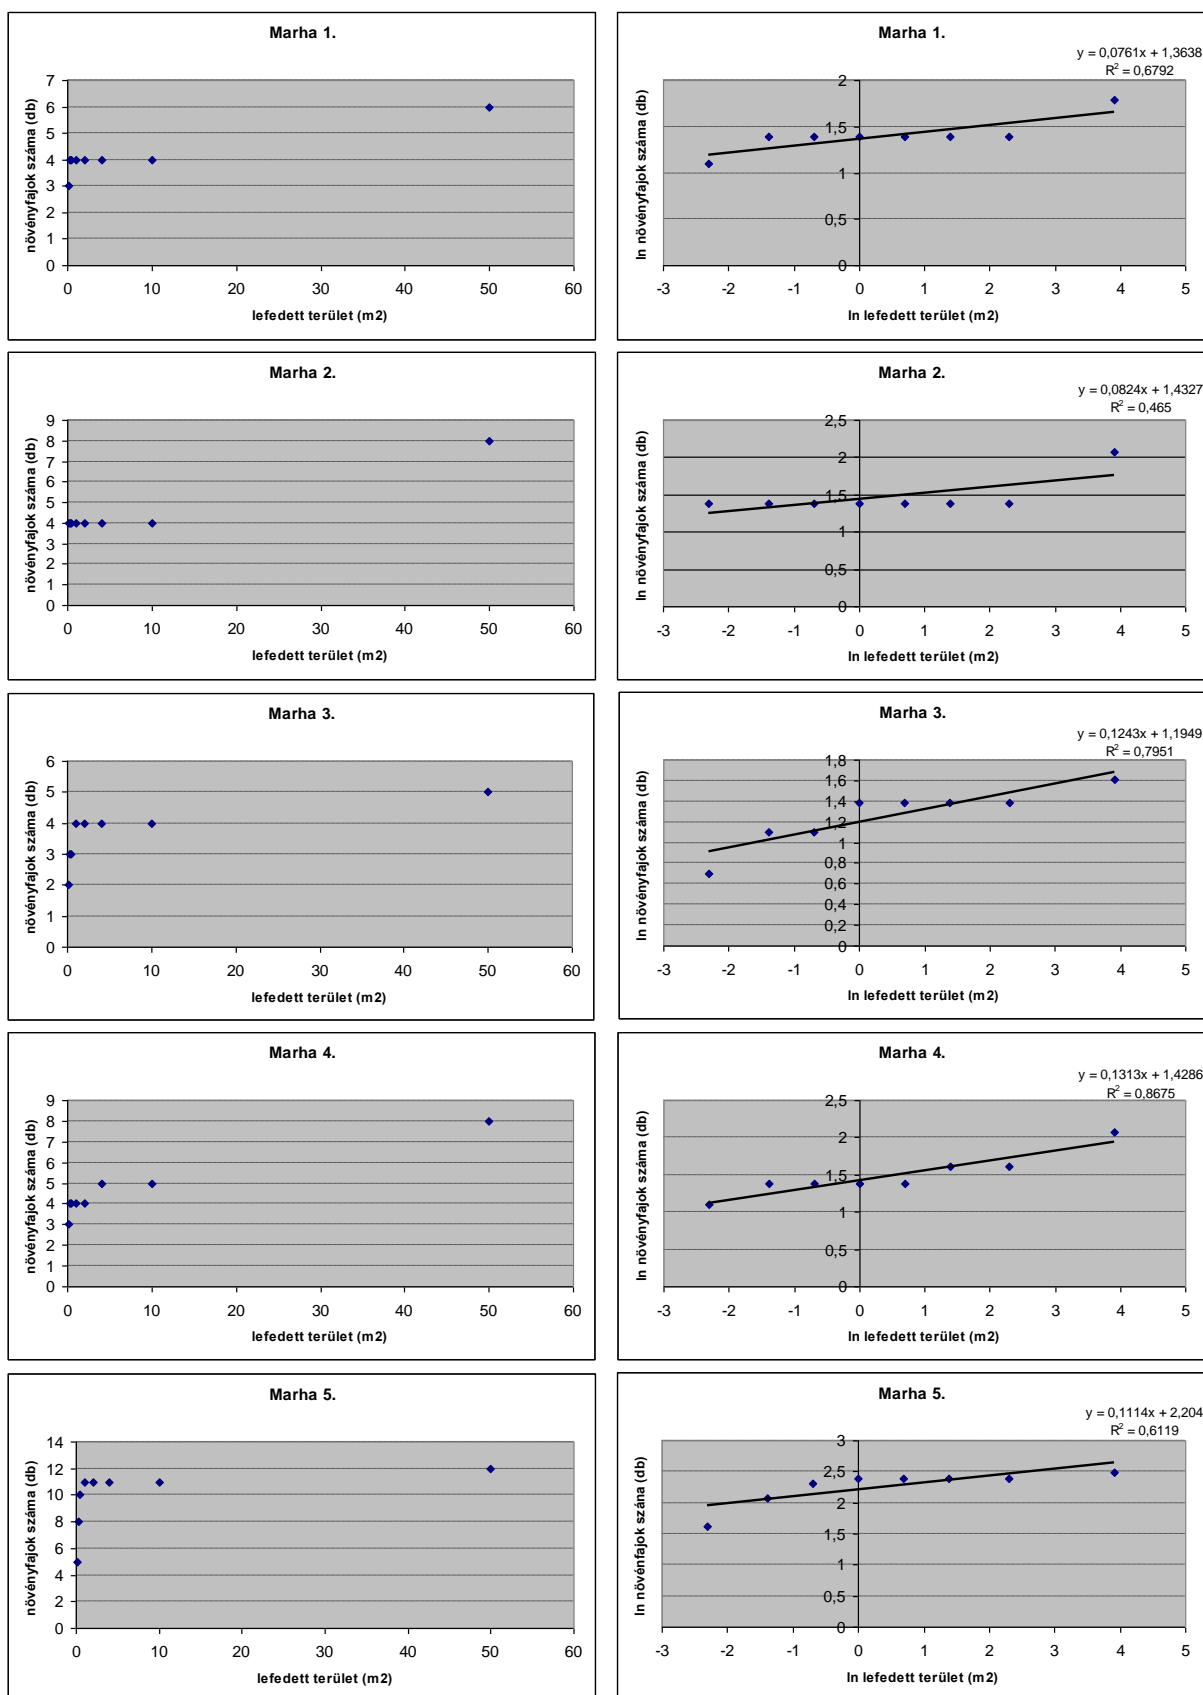 Marha 1.
növényfajok száma (db)
7
6
5
4
3
2
1
0
0 10 20 30 40 50 60
lefedett terület (m2)
Marha 1.
y = 0,0761x + 1,3638
R² = 0,6792
ln növényfajok száma (db)
2
1,5
1
0,5
0
-3 -2 -1 0 1 2 3 4 5
ln lefedett terület (m2)
Marha 2.
növényfajok száma (db)
9
8
7
6
5
4
3
2
1
0
0 10 20 30 40 50 60
lefedett terület (m2)
Marha 2.
y = 0,0824x + 1,4327
R² = 0,465
ln növényfajok száma (db)
2,5
2
1,5
1
0,5
0
-3 -2 -1 0 1 2 3 4 5
ln lefedett terület (m2)
Marha 3.
növényfajok száma (db)
6
5
4
3
2
1
0
0 10 20 30 40 50 60
lefedett terület (m2)
Marha 3.
y = 0,1243x + 1,1949
R² = 0,7951
ln növényfajok száma (db)
1,8
1,6
1,4
1,2
1
0,8
0,6
0,4
0,2
0
-3 -2 -1 0 1 2 3 4 5
ln lefedett terület (m2)
Marha 4.
növényfajok száma (db)
9
8
7
6
5
4
3
2
1
0
0 10 20 30 40 50 60
lefedett terület (m2)
Marha 4.
y = 0,1313x + 1,4286
R² = 0,8675
ln növényfajok száma (db)
2,5
2
1,5
1
0,5
0
-3 -2 -1 0 1 2 3 4 5
ln lefedett terület (m2)
Marha 5.
növényfajok száma (db)
14
12
10
8
6
4
2
0
0 10 20 30 40 50 60
lefedett terület (m2)
Marha 5.
y = 0,1114x + 2,204
R² = 0,6119
ln növénfajok szána (db)
3
2,5
2
1,5
1
0,5
0
-3 -2 -1 0 1 2 3 4 5
ln lefedett terület (m2)